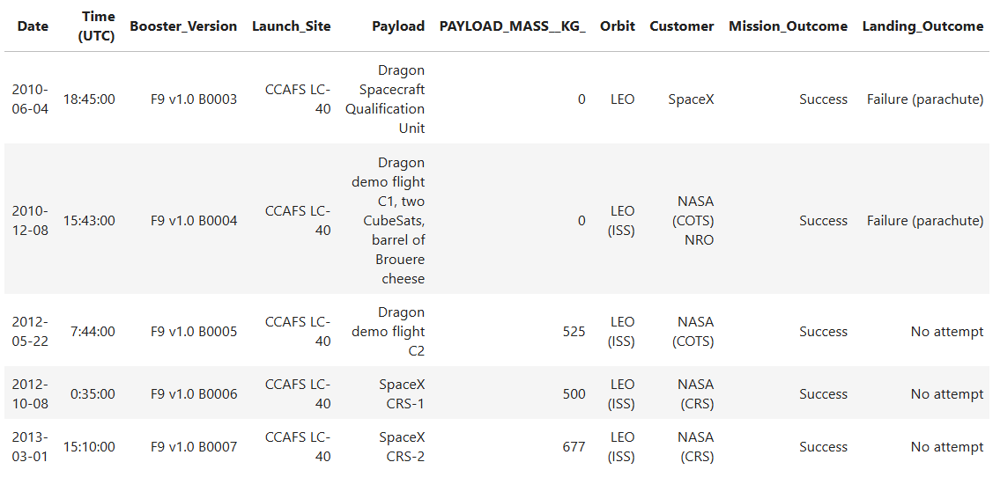 Date Time (UTC) Booster_Version Launch_Site Payload PAYLOAD_MASS__KG_ Orbit Customer Mission_Outcome Landing_Outcome
2010-06-04 18:45:00 F9 v1.0 B0003 CCAFS LC-40 Dragon Spacecraft Qualification Unit 0 LEO SpaceX Success Failure (parachute)
2010-12-08 15:43:00 F9 v1.0 B0004 CCAFS LC-40 Dragon demo flight C1, two CubeSats, barrel of Brouere cheese 0 LEO (ISS) NASA (COTS) NRO Success Failure (parachute)
2012-05-22 7:44:00 F9 v1.0 B0005 CCAFS LC-40 Dragon demo flight C2 525 LEO (ISS) NASA (COTS) Success No attempt
2012-10-08 0:35:00 F9 v1.0 B0006 CCAFS LC-40 SpaceX CRS-1 500 LEO (ISS) NASA (CRS) Success No attempt
2013-03-01 15:10:00 F9 v1.0 B0007 CCAFS LC-40 SpaceX CRS-2 677 LEO (ISS) NASA (CRS) Success No attempt